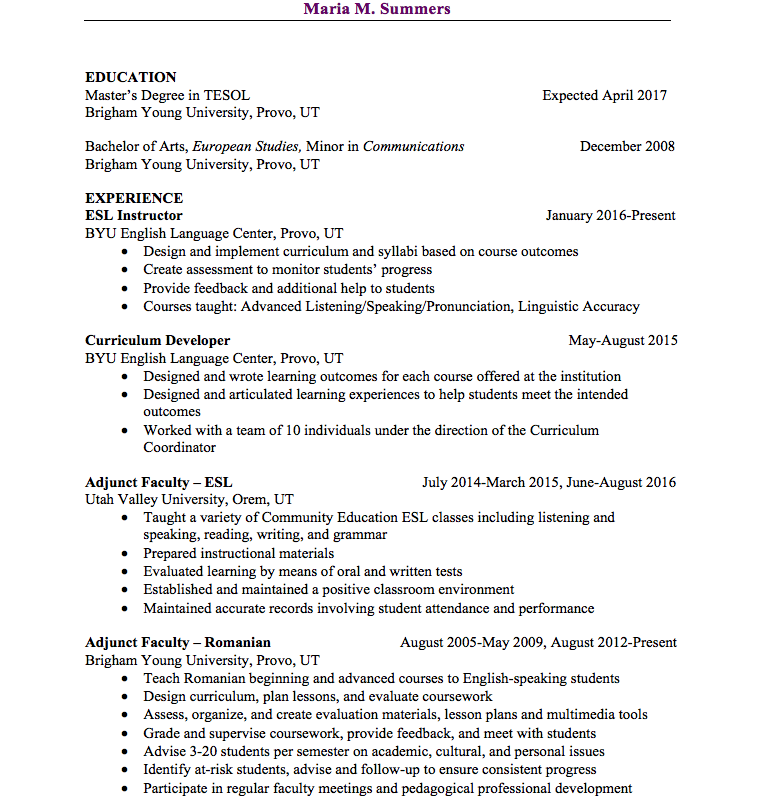 Maria M. Summers
EDUCATION
Master's Degree in TESOL Expected April 2017
Brigham Young University, Provo, UT
Bachelor of Arts, European Studies, Minor in Communications December 2008
Brigham Young University, Provo, UT
EXPERIENCE
ESL Instructor January 2016-Present
BYU English Language Center, Provo, UT
• Design and implement curriculum and syllabi based on course outcomes
• Create assessment to monitor students' progress
• Provide feedback and additional help to students
• Courses taught: Advanced Listening/Speaking/Pronunciation, Linguistic Accuracy
Curriculum Developer May-August 2015
BYU English Language Center, Provo, UT
• Designed and wrote learning outcomes for each course offered at the institution
• Designed and articulated learning experiences to help students meet the intended
outcomes
• Worked with a team of 10 individuals under the direction of the Curriculum
Coordinator
Adjunct Faculty – ESL July 2014-March 2015, June-August 2016
Utah Valley University, Orem, UT
• Taught a variety of Community Education ESL classes including listening and
speaking, reading, writing, and grammar
• Prepared instructional materials
• Evaluated learning by means of oral and written tests
• Established and maintained a positive classroom environment
• Maintained accurate records involving student attendance and performance
Adjunct Faculty – Romanian August 2005-May 2009, August 2012-Present
Brigham Young University, Provo, UT
• Teach Romanian beginning and advanced courses to English-speaking students
• Design curriculum, plan lessons, and evaluate coursework
• Assess, organize, and create evaluation materials, lesson plans and multimedia tools
• Grade and supervise coursework, provide feedback, and meet with students
• Advise 3-20 students per semester on academic, cultural, and personal issues
• Identify at-risk students, advise and follow-up to ensure consistent progress
• Participate in regular faculty meetings and pedagogical professional development